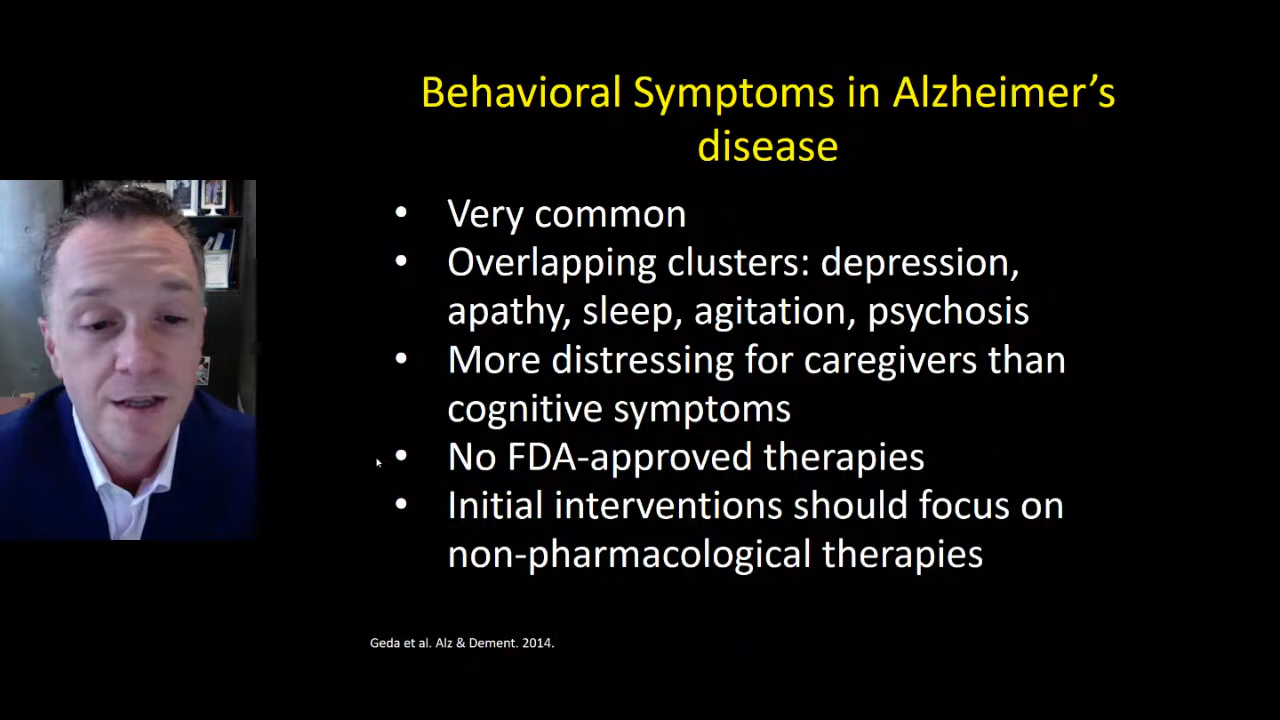 Behavioral Symptoms in Alzheimer’s
disease
• Very common
• Overlapping clusters: depression,
apathy, sleep, agitation, psychosis
• More distressing for caregivers than
cognitive symptoms
• No FDA-approved therapies
• Initial interventions should focus on
non-pharmacological therapies
Geda et al. Alz & Dement. 2014.